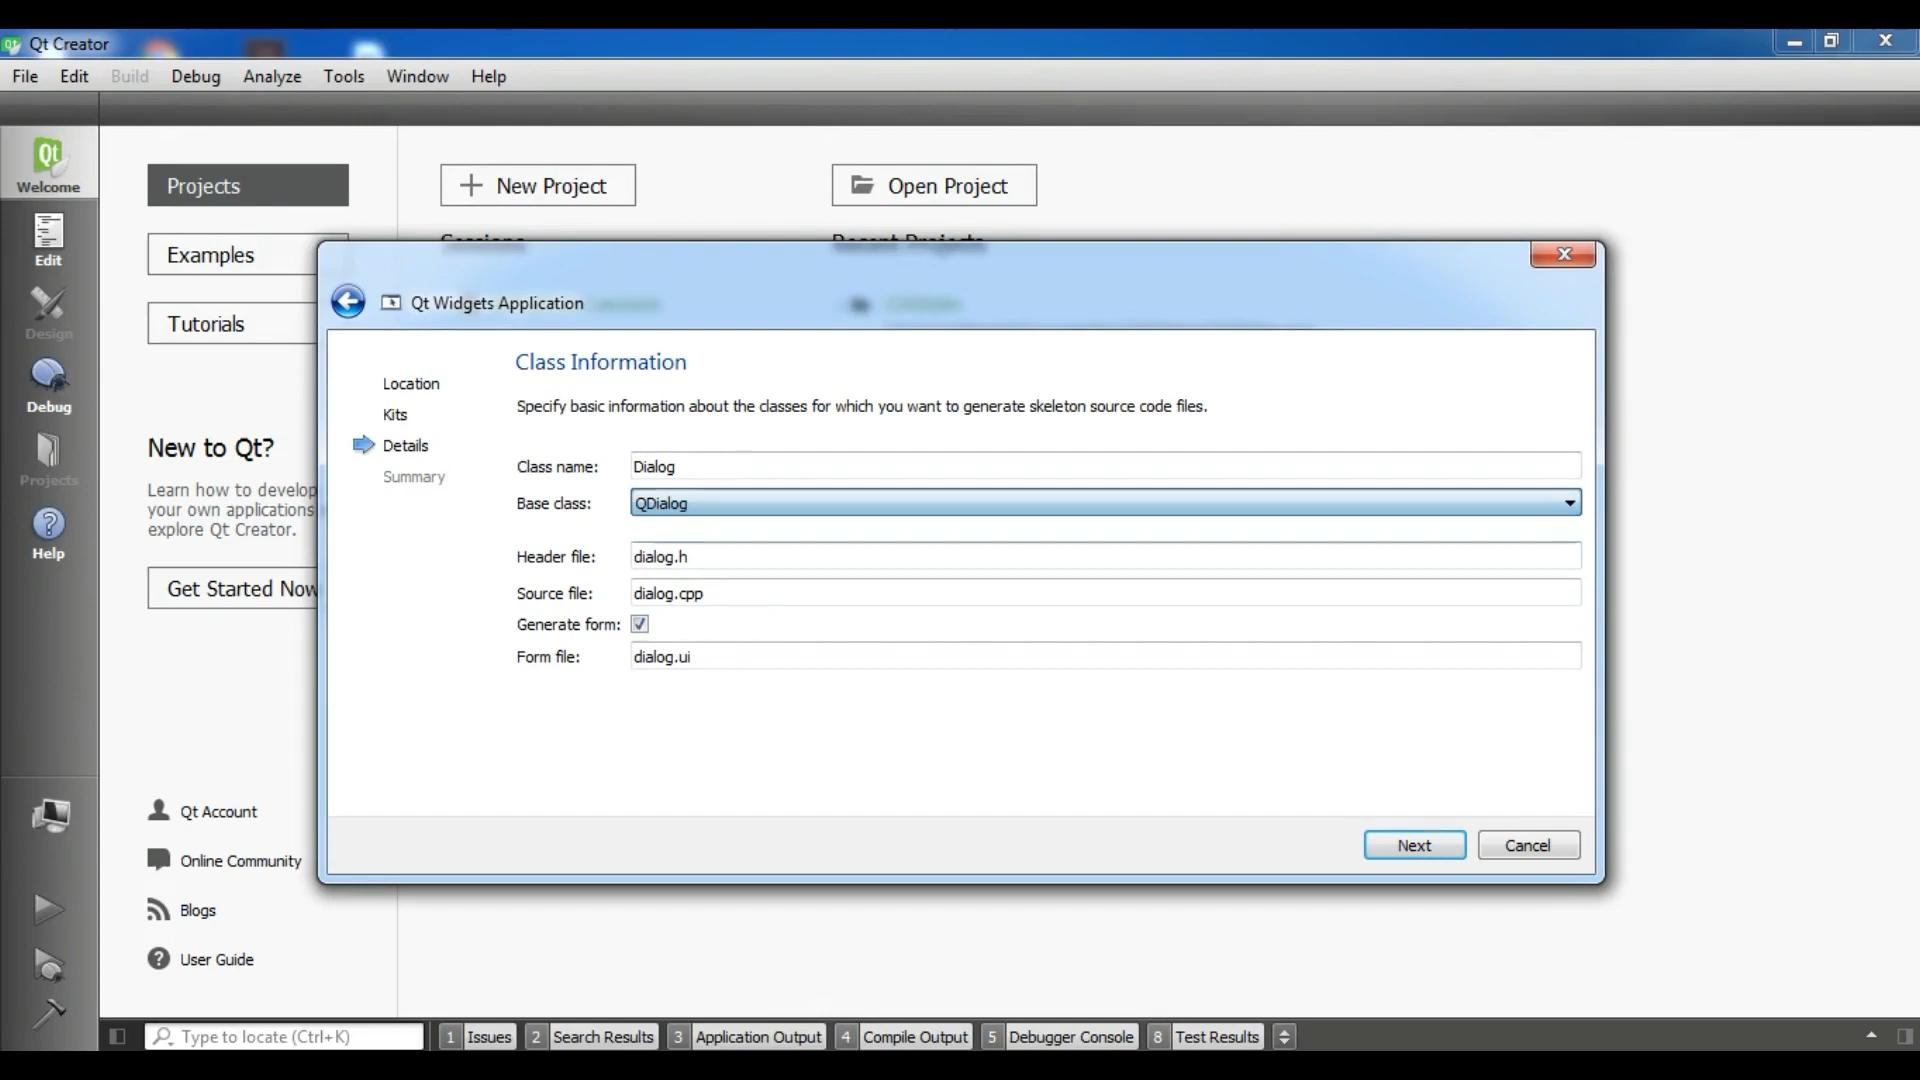 Qt Creator
File Edit Build Debug Analyze Tools Window Help
Qt
Welcome
Edit
Design
Debug
Projects
Help
Projects
Examples
Tutorials
New to Qt?
Learn how to develop
your own applications
explore Qt Creator.
Get Started Now
Qt Account
Online Community
Blogs
User Guide
New Project
Open Project
Sessions
Recent Projects
Qt Widgets Application
Location
Kits
Details
Summary
Class Information
Specify basic information about the classes for which you want to generate skeleton source code files.
Class name: Dialog
Base class: QDialog
Header file: dialog.h
Source file: dialog.cpp
Generate form:
Form file: dialog.ui
Next Cancel
Type to locate (Ctrl+K) 1 Issues 2 Search Results 3 Application Output 4 Compile Output 5 Debugger Console 8 Test Results